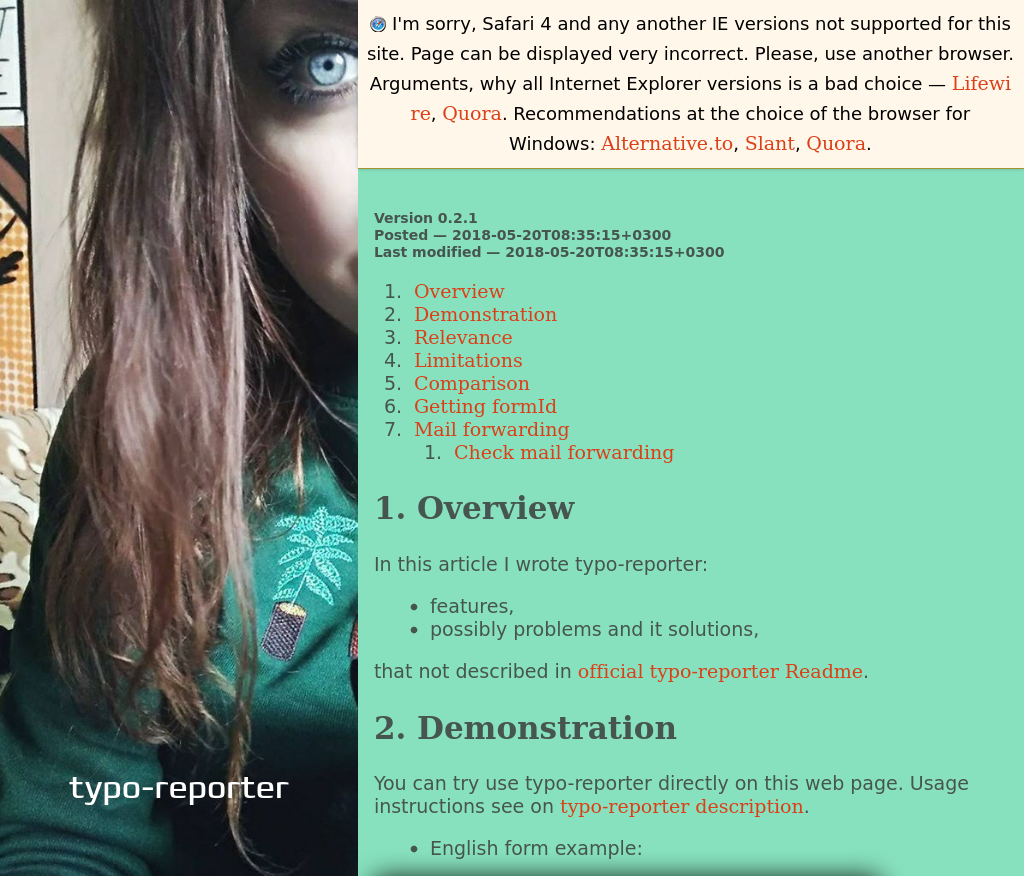 I'm sorry, Safari 4 and any another IE versions not supported for this
site. Page can be displayed very incorrect. Please, use another browser.
Arguments, why all Internet Explorer versions is a bad choice — Lifewi
re, Quora. Recommendations at the choice of the browser for
Windows: Alternative.to, Slant, Quora.
Version 0.2.1
Posted — 2018-05-20T08:35:15+0300
Last modified — 2018-05-20T08:35:15+0300
1. Overview
2. Demonstration
3. Relevance
4. Limitations
5. Comparison
6. Getting formId
7. Mail forwarding
1. Check mail forwarding
1. Overview
In this article I wrote typo-reporter:
• features,
• possibly problems and it solutions,
that not described in official typo-reporter Readme.
2. Demonstration
You can try use typo-reporter directly on this web page. Usage
instructions see on typo-reporter description.
• English form example:
typo-reporter